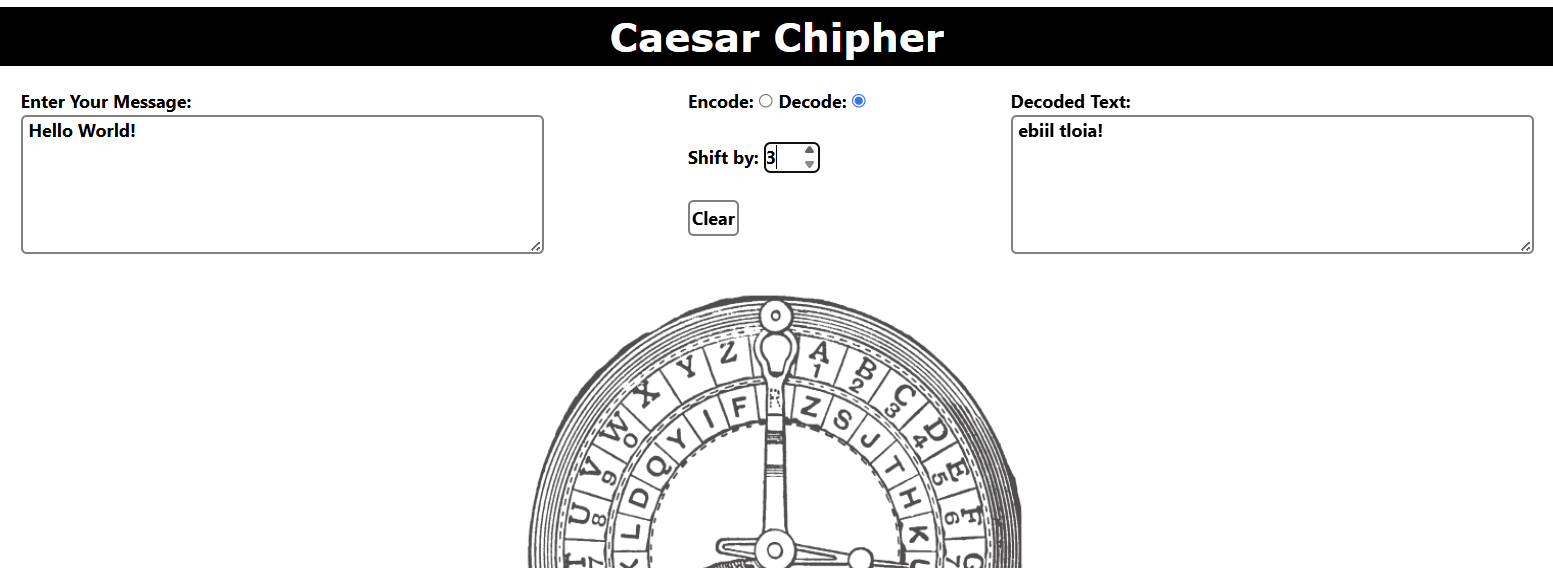 Caesar Chipher
Enter Your Message:
Hello World!
Encode: Decode:
Shift by: 3
Clear
Decoded Text:
ebiil tloia!
Z A B C D E F G
1 2 3 4 5 6 7
T U V W X Y
7 8 9 0
F Z S J T H K
L D Q Y I